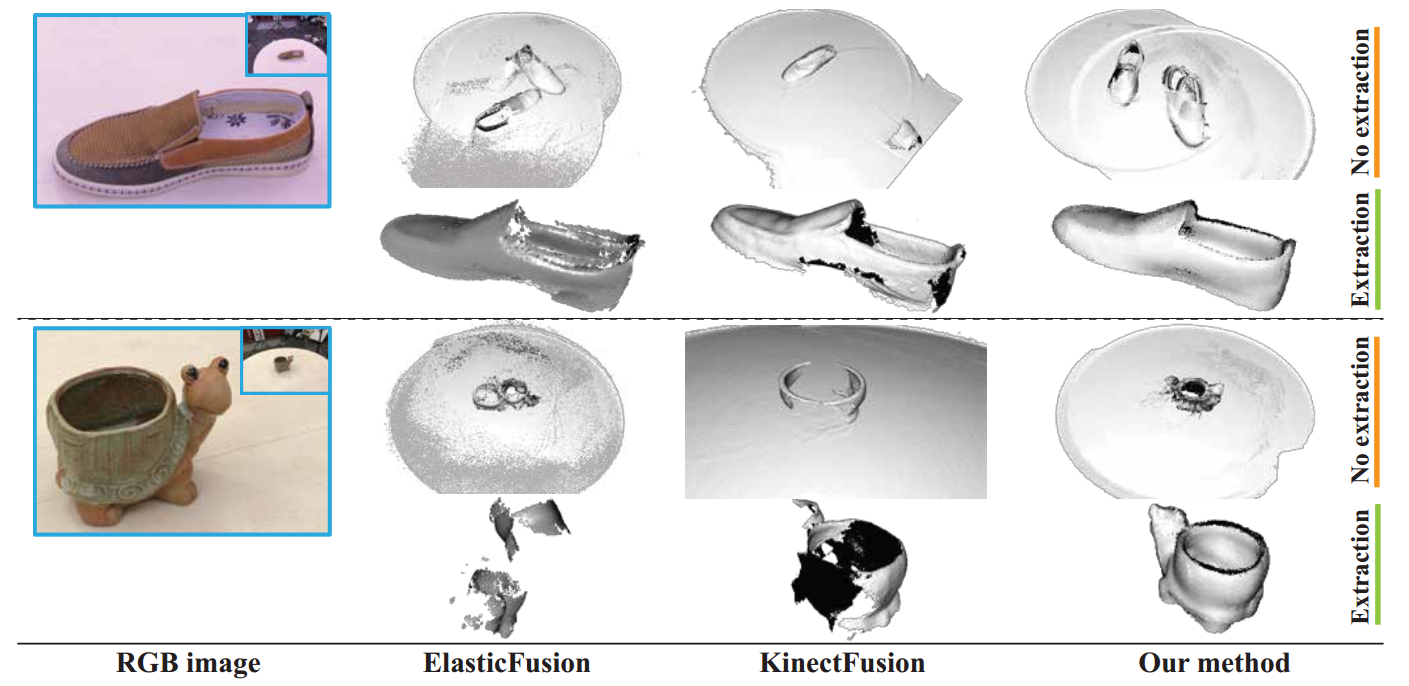 No extraction
Extraction
No extraction
Extraction
RGB image ElasticFusion KinectFusion Our method